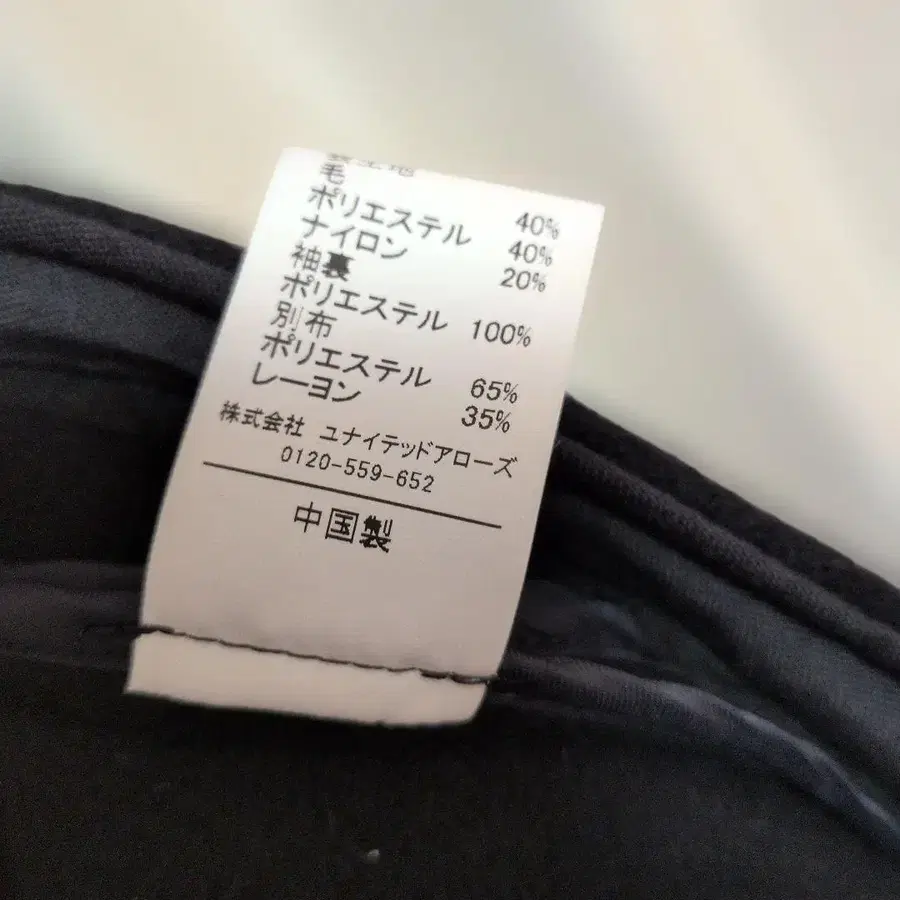 表生地
毛 40%
ポリエステル 40%
ナイロン 20%
袖裏
ポリエステル 100%
別布
ポリエステル 65%
レーヨン 35%
株式会社 ユナイテッドアローズ
0120-559-652
中国製